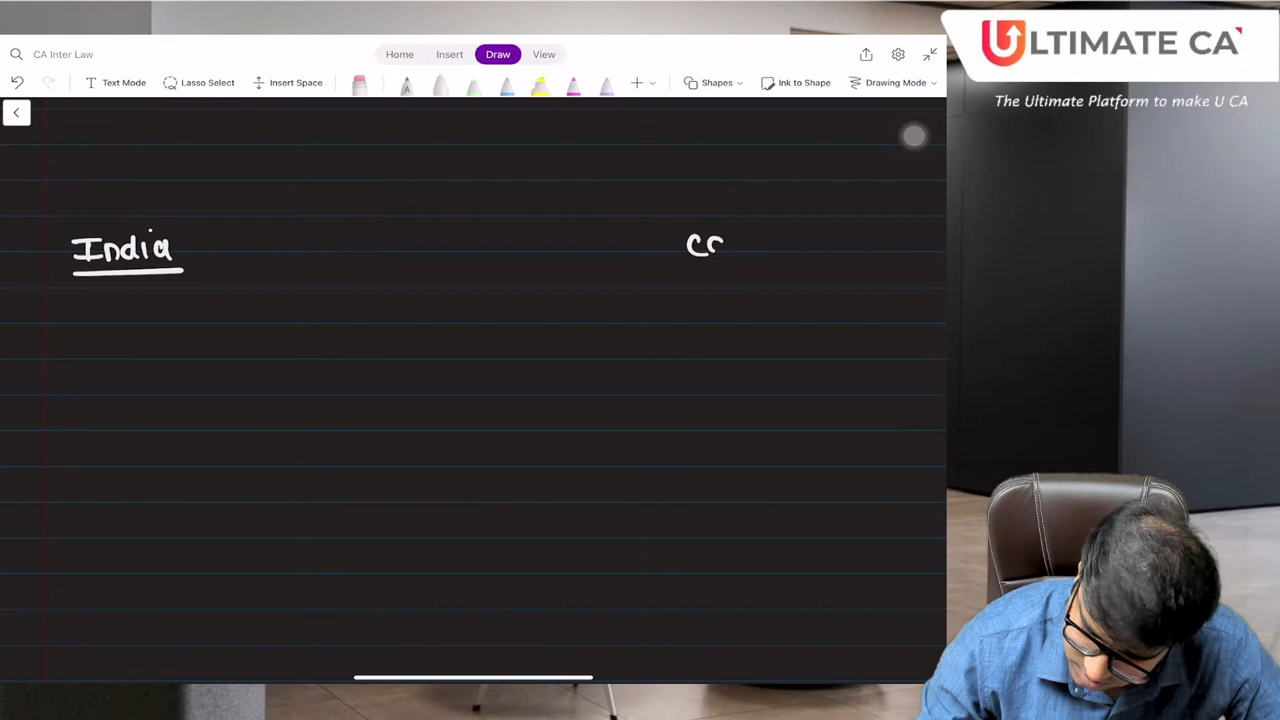 ULTIMATE CA
The Ultimate Platform to make U CA
CA Inter Law
Home Insert Draw View
Text Mode Lasso Select Insert Space Shapes Ink to Shape Drawing Mode
India